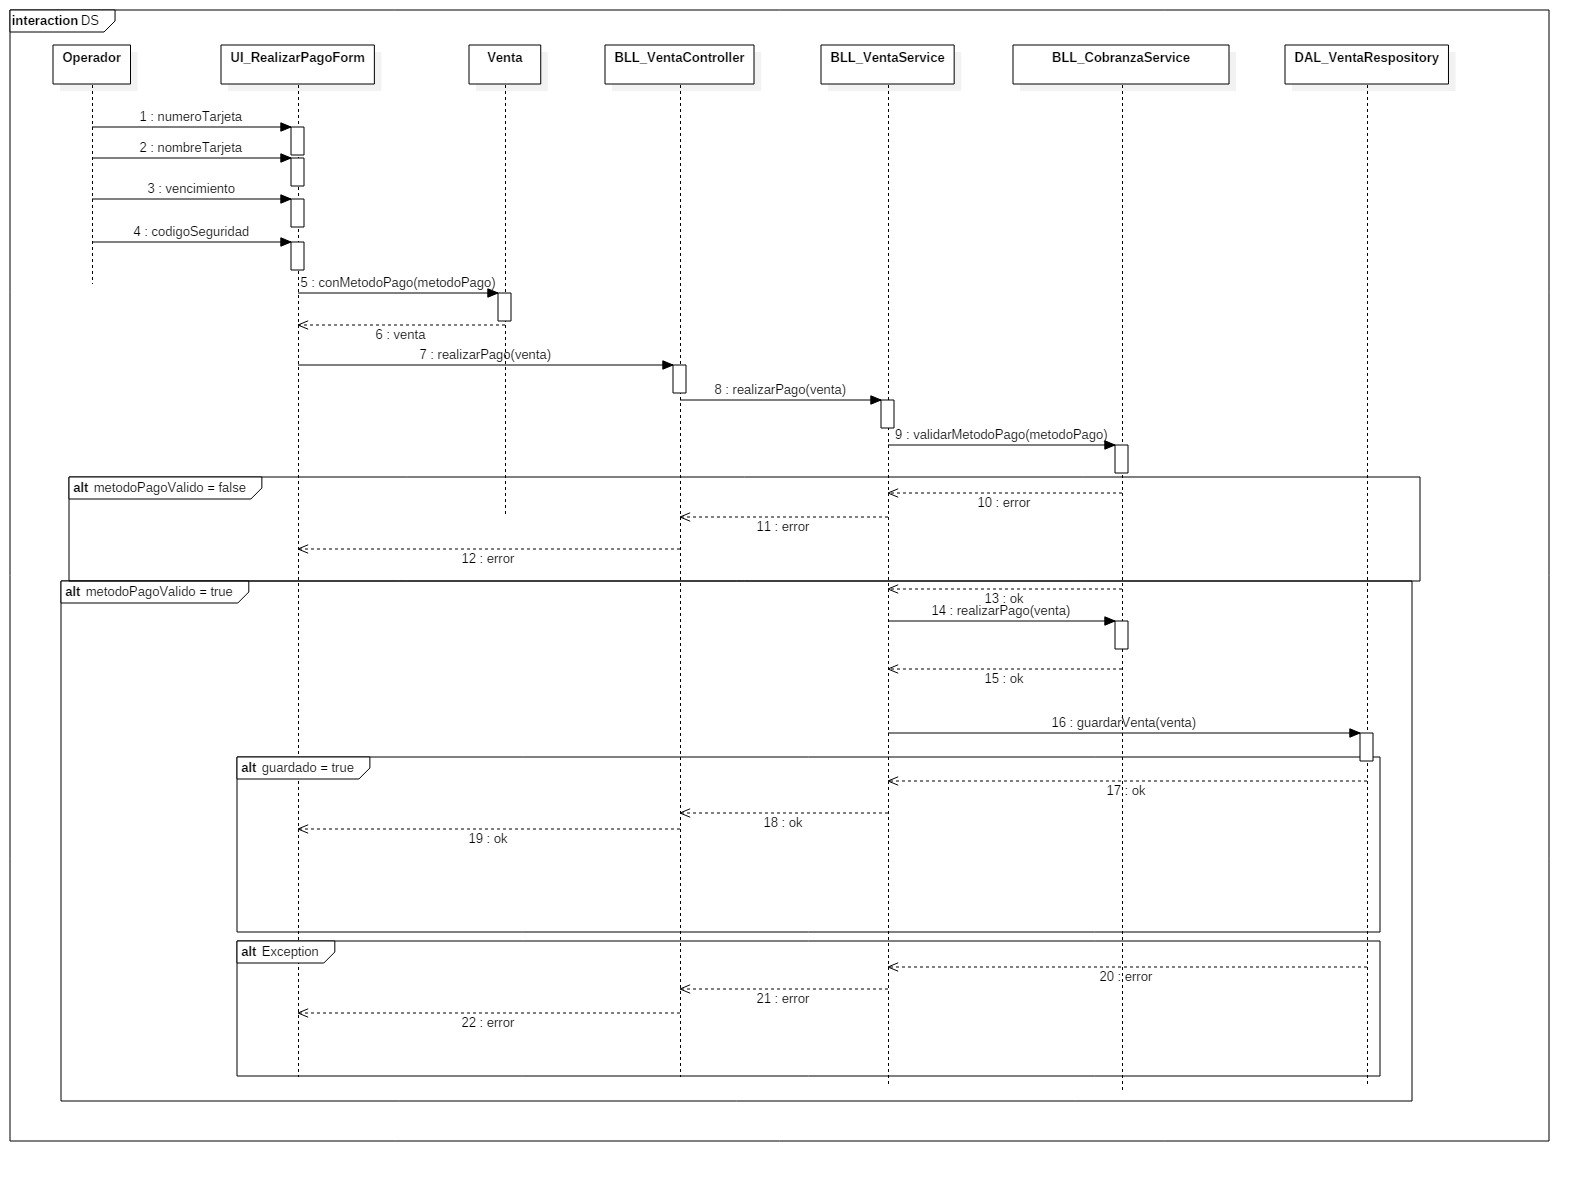 interaction DS
Operador
UI_RealizarPagoForm
Venta
BLL_VentaController
BLL_VentaService
BLL_CobranzaService
DAL_VentaRespository
1 : numeroTarjeta
2 : nombreTarjeta
3 : vencimiento
4 : codigoSeguridad
5 : conMetodoPago(metodoPago)
6 : venta
7 : realizarPago(venta)
8 : realizarPago(venta)
9 : validarMetodoPago(metodoPago)
alt metodoPagoValido = false
10 : error
11 : error
12 : error
alt metodoPagoValido = true
13 : ok
14 : realizarPago(venta)
15 : ok
16 : guardarVenta(venta)
alt guardado = true
17 : ok
18 : ok
19 : ok
alt Exception
20 : error
21 : error
22 : error